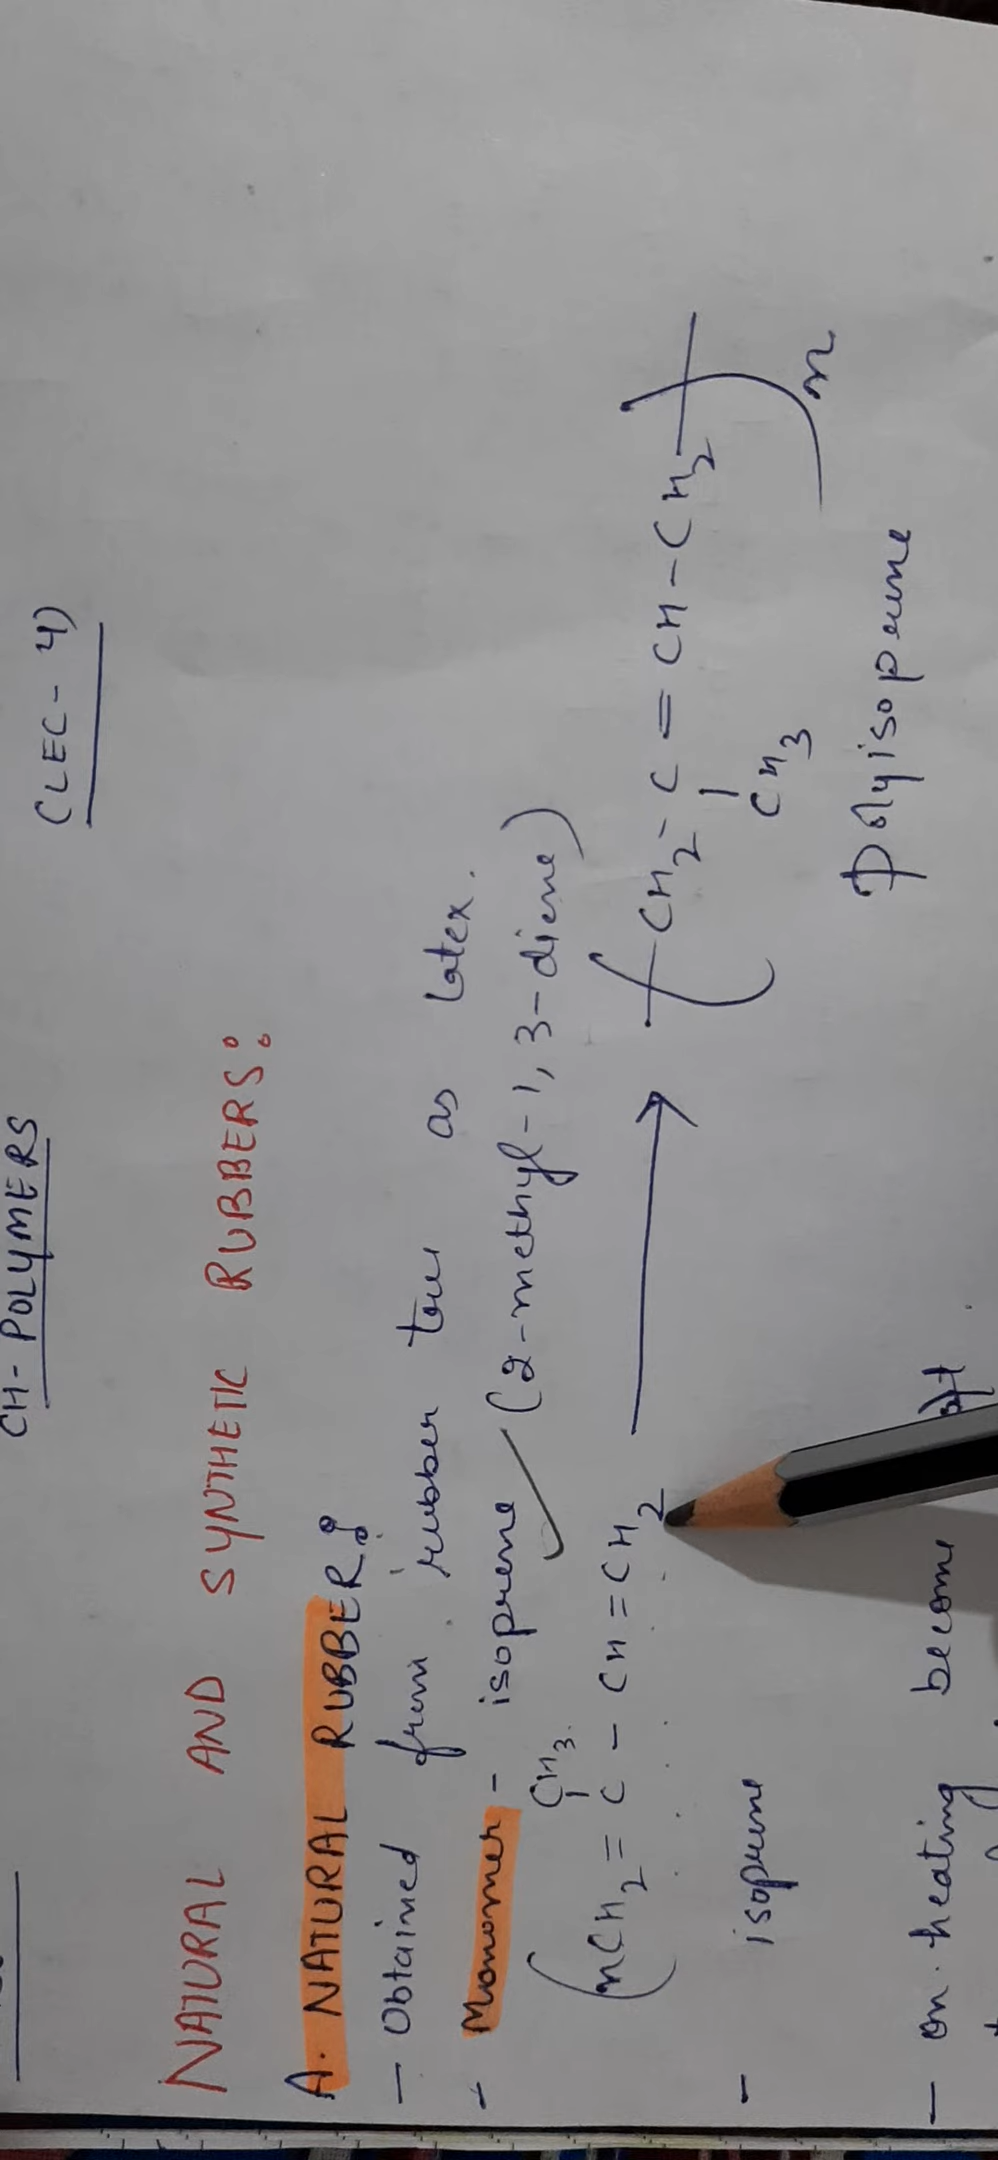 CH- POLYMERS (LEC- 4)
NATURAL AND SYNTHETIC RUBBERS:
A. NATURAL RUBBER:
- Obtained from rubber tree as latex.
- Monomer - isoprene (2-methyl-1,3-diene)
CH3
(nCH2=C-CH=CH2 → (CH2-C=CH-CH2)n
CH3
- isoprene polyisoprene
- on heating become